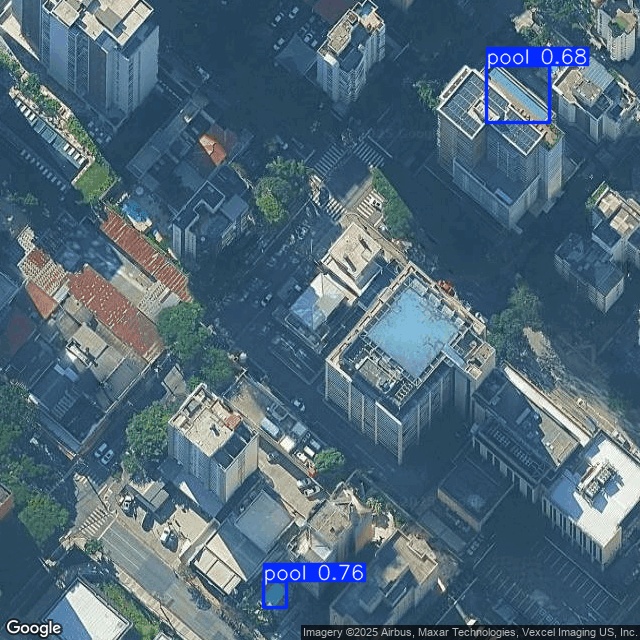 pool 0.68
pool 0.76
Google
Imagery ©2025 Airbus, Maxar Technologies, Vexcel Imaging US, Inc.